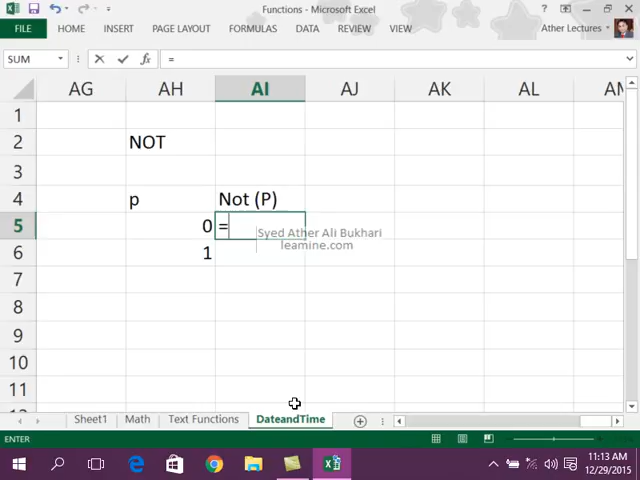 Functions - Microsoft Excel
FILE HOME INSERT PAGE LAYOUT FORMULAS DATA REVIEW VIEW Ather Lectures
SUM =
AG AH AI AJ AK AL AM
1
2 NOT
3
4 p Not (P)
5 0 =
Syed Ather Ali Bukhari
learnine.com
6 1
7
8
9
10
11
12
Sheet1 Math Text Functions DateandTime
ENTER
11:13 AM
12/29/2015